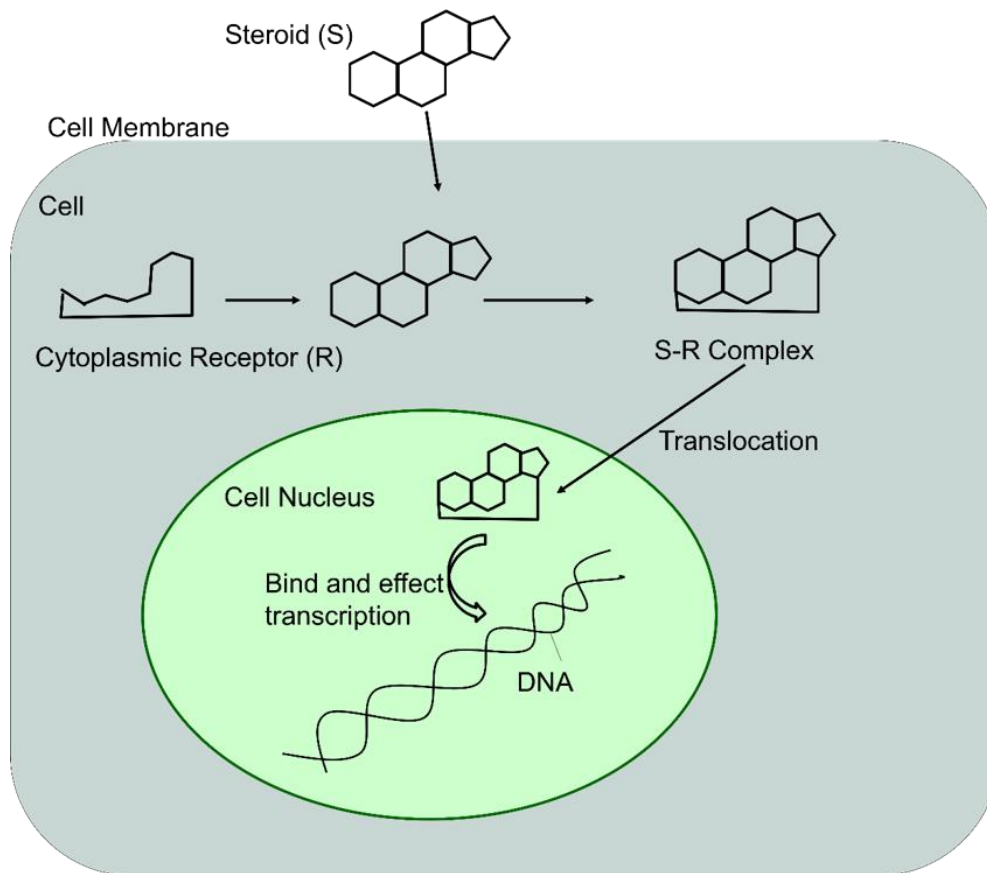 Steroid (S)
Cell Membrane
Cell
Cytoplasmic Receptor (R)
S-R Complex
Translocation
Cell Nucleus
Bind and effect
transcription
DNA